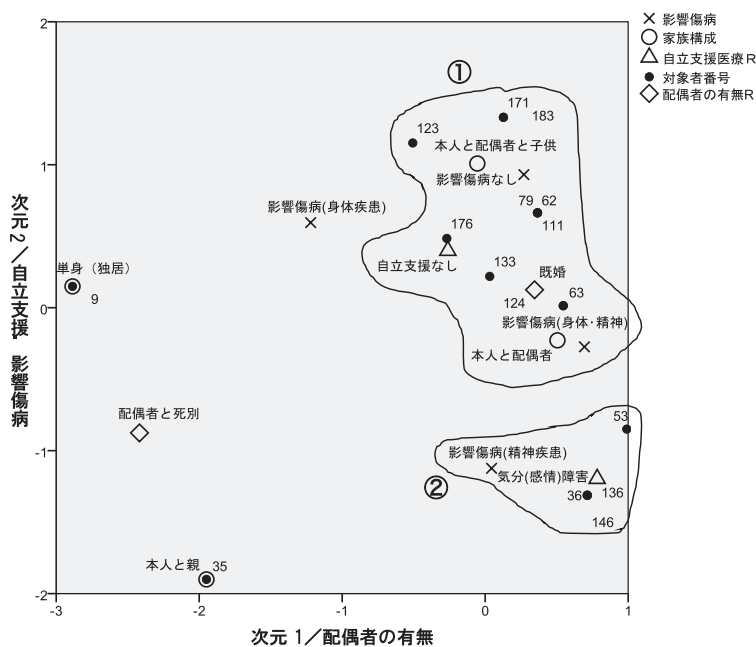 2
1
0
-1
-2
-3
-2
-1
0
1
次元 2／自立支援 影響傷病
次元 1／配偶者の有無
影響傷病
家族構成
自立支援医療R
対象者番号
配偶者の有無R
①
171
183
123
本人と配偶者と子供
影響傷病なし
79 62
111
影響傷病(身体疾患)
176
自立支援なし
133
既婚
124
63
影響傷病(身体・精神)
本人と配偶者
単身（独居）
9
配偶者と死別
53
影響傷病(精神疾患)
気分(感情)障害
②
36
136
146
本人と親
35